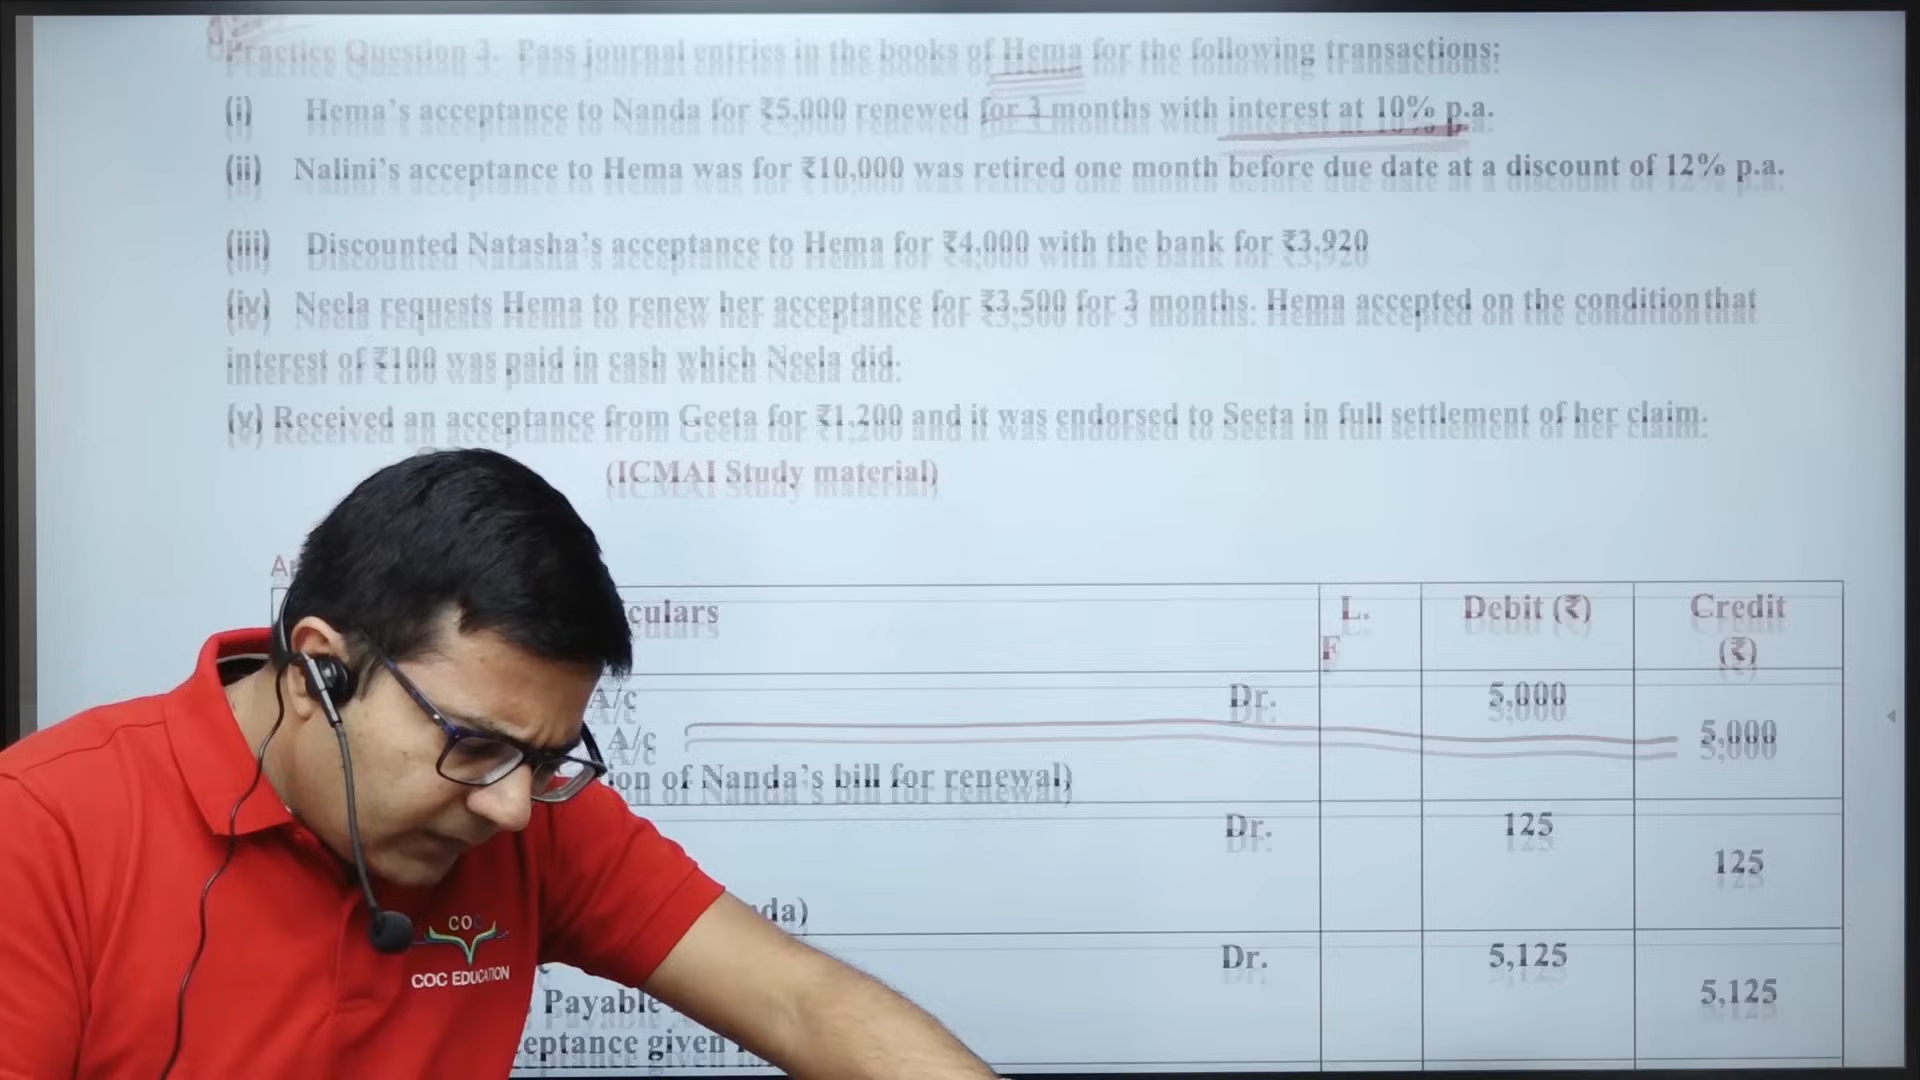 Practice Question 3. Pass journal entries in the books of Hema for the following transactions:
(i) Hema's acceptance to Nanda for ₹5,000 renewed for 3 months with interest at 10% p.a.
(ii) Nalini's acceptance to Hema was for ₹10,000 was retired one month before due date at a discount of 12% p.a.
(iii) Discounted Natasha's acceptance to Hema for ₹4,000 with the bank for ₹3,920
(iv) Neela requests Hema to renew her acceptance for ₹3,500 for 3 months. Hema accepted on the condition that
interest of ₹100 was paid in cash which Neela did.
(v) Received an acceptance from Geeta for ₹1,200 and it was endorsed to Seeta in full settlement of her claim.
(ICMAI Study material)
L. Debit (₹) Credit
F (₹)
A/c Dr. 5,000
A/c 5,000
of Nanda's bill for renewal)
Dr. 125
125
Dr. 5,125
Payable 5,125
given
COC
COC EDUCATION